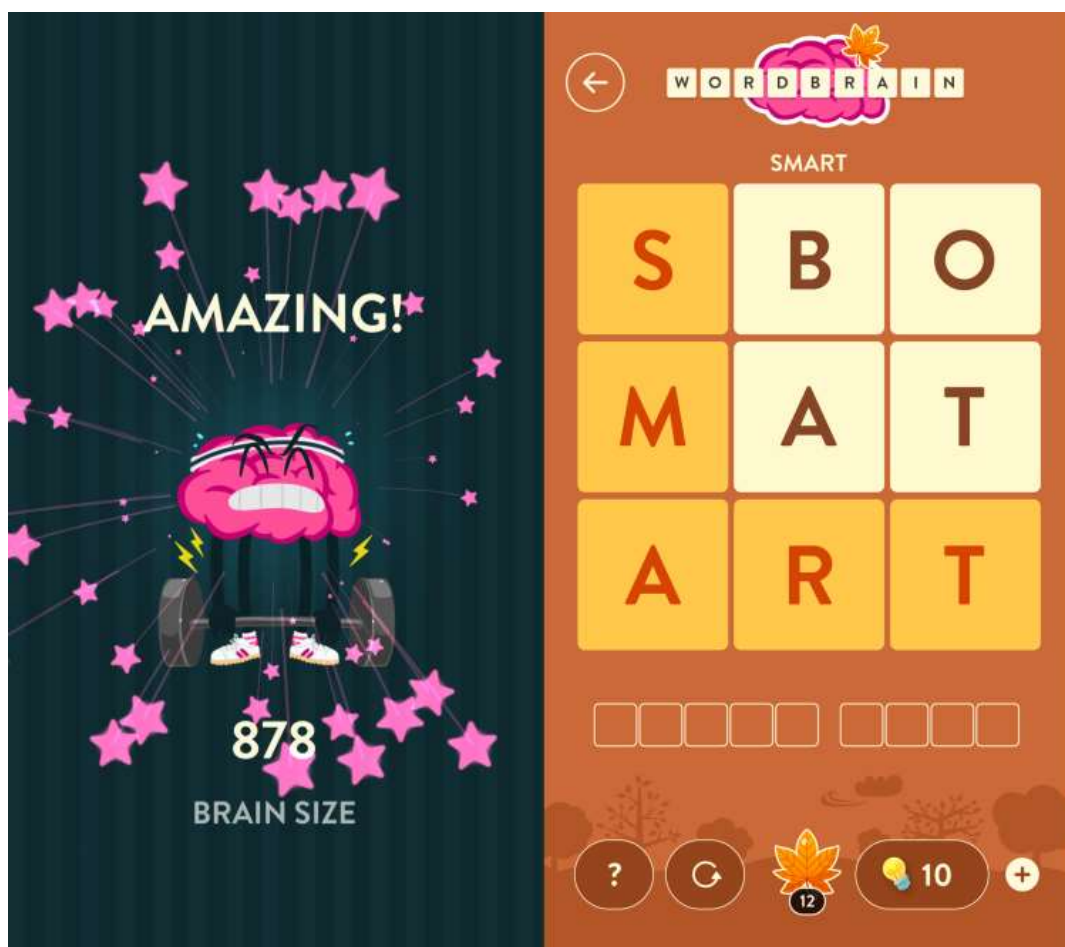 AMAZING!
878
BRAIN SIZE
WORDBRAIN
SMART
S B O
M A T
A R T
? 12 10 +